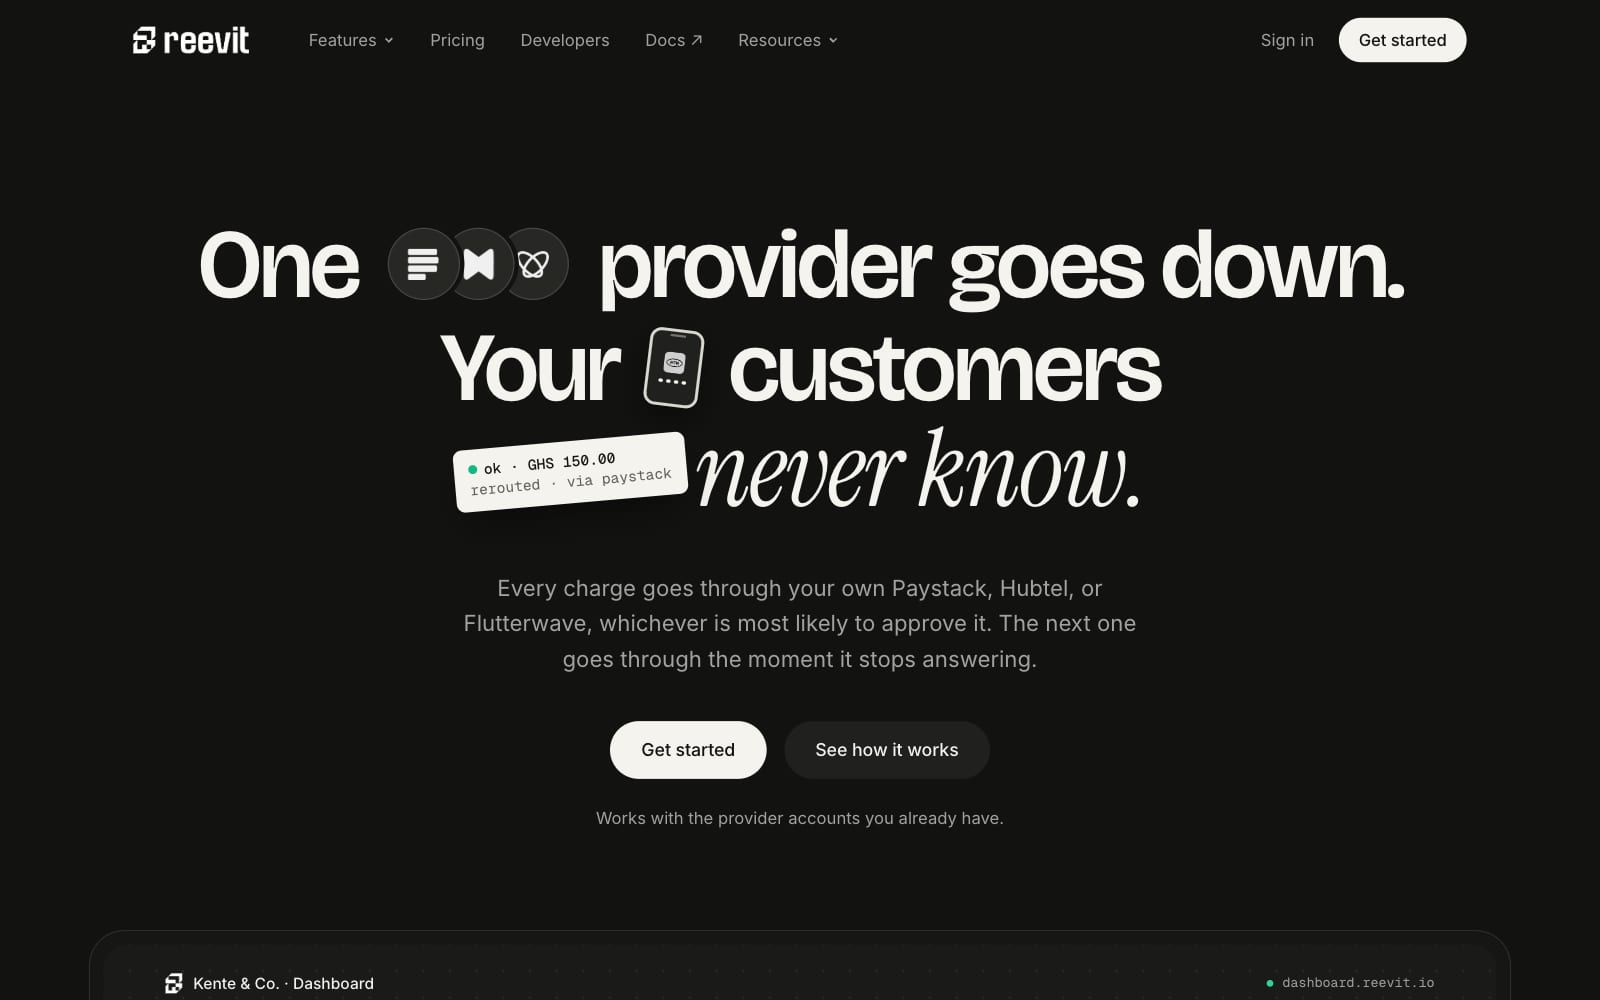 reevit
Features
Pricing
Developers
Docs
Resources
Sign in
Get started
One provider goes down.
Your customers
never know.
ok · GHS 150.00
rerouted · via paystack
Every charge goes through your own Paystack, Hubtel, or
Flutterwave, whichever is most likely to approve it. The next one
goes through the moment it stops answering.
Get started
See how it works
Works with the provider accounts you already have.
Kente & Co. · Dashboard
dashboard.reevit.io